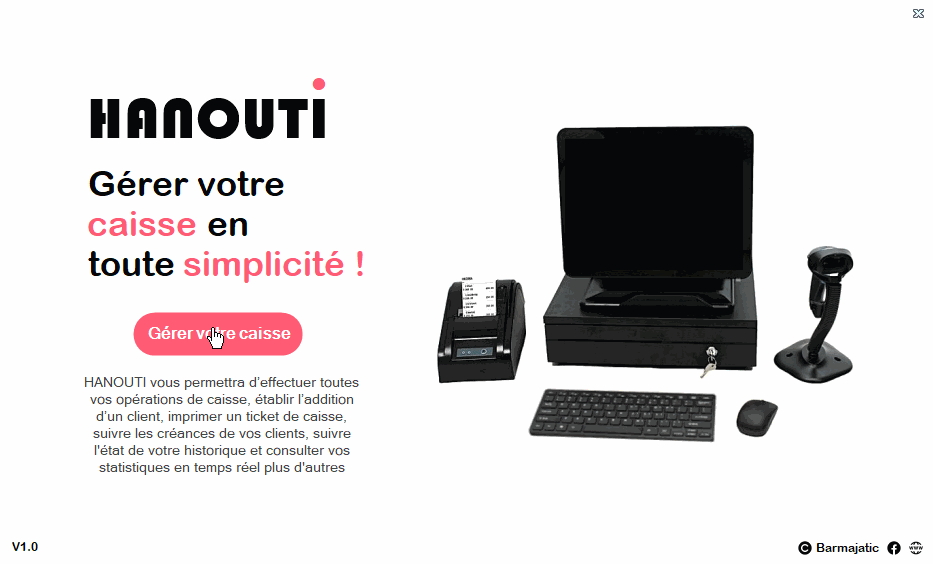 HANOUTI
Gérer votre
caisse en
toute simplicité !
Gérer votre caisse
HANOUTI vous permettra d’effectuer toutes
vos opérations de caisse, établir l’addition
d’un client, imprimer un ticket de caisse,
suivre les créances de vos clients, suivre
l'état de votre historique et consulter vos
statistiques en temps réel plus d'autres
V1.0
Barmajatic